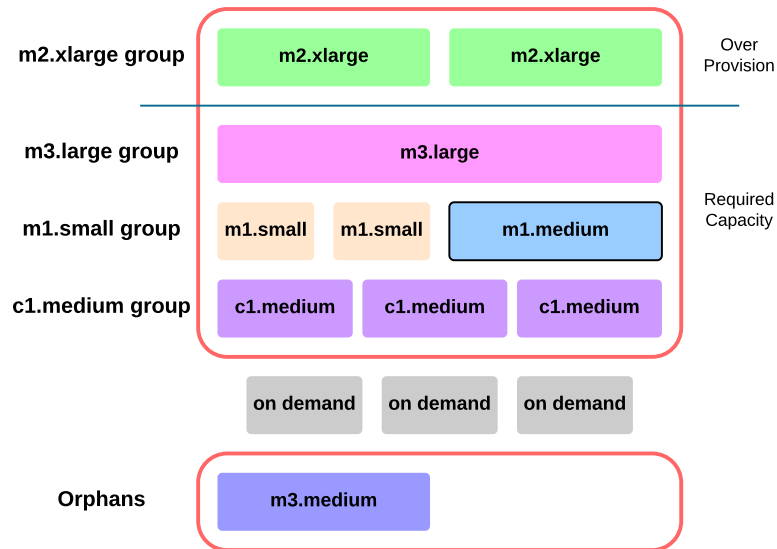 m2.xlarge group
m2.xlarge
m2.xlarge
Over
Provision
m3.large group
m3.large
Required
Capacity
m1.small group
m1.small
m1.small
m1.medium
c1.medium group
c1.medium
c1.medium
c1.medium
on demand
on demand
on demand
Orphans
m3.medium